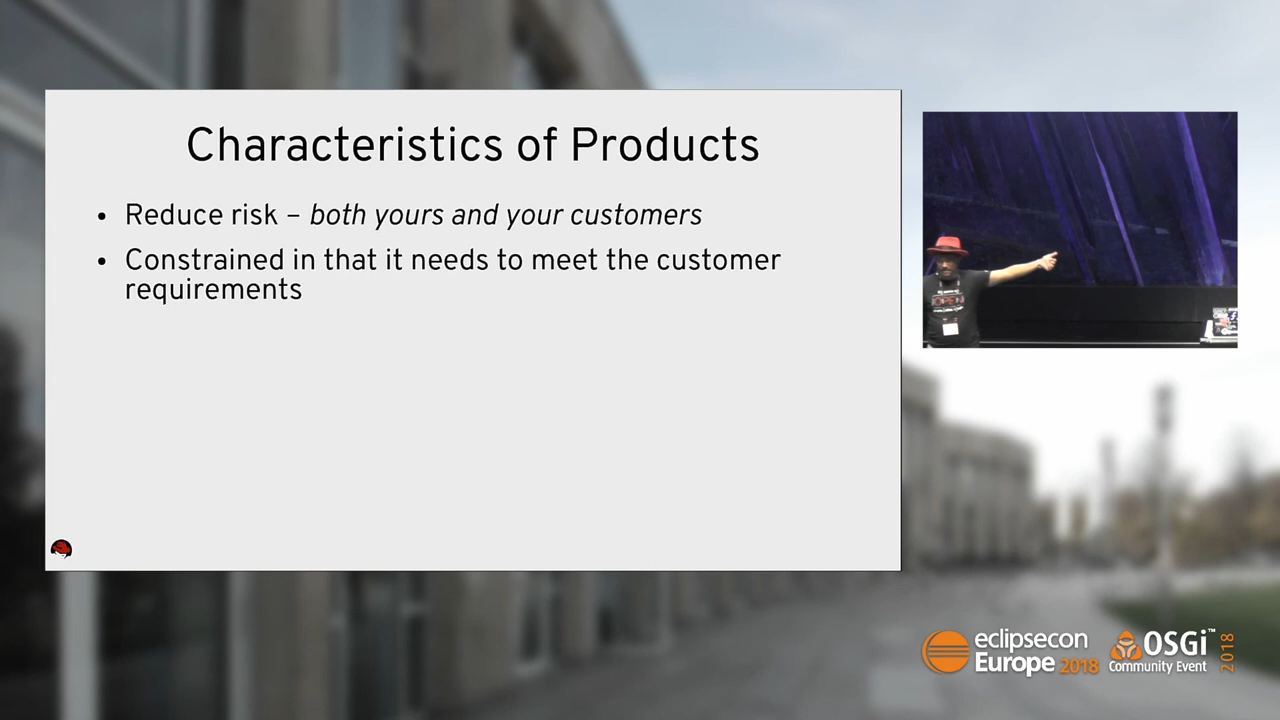 Characteristics of Products
• Reduce risk – both yours and your customers
• Constrained in that it needs to meet the customer
requirements
eclipsecon
Europe 2018
OSGi™
Community Event
2018